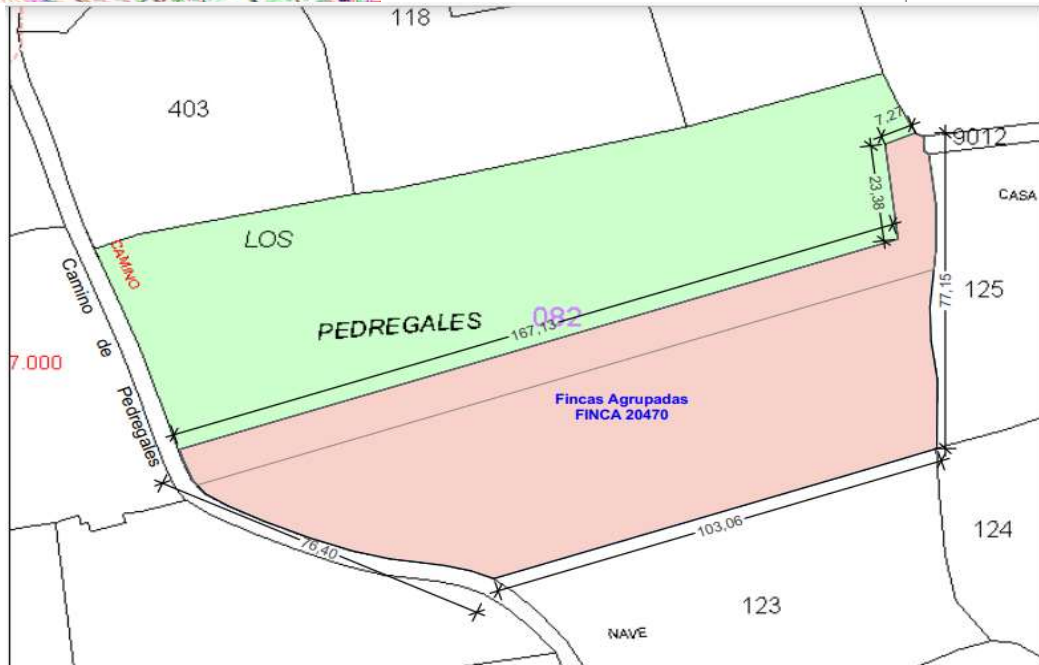 118
403
7,27
9012
CASA
23,38
LOS
CAMINO
Camino
de
Pedregales
082
PEDREGALES
167,13
77,15
125
7.000
Fincas Agrupadas
FINCA 20470
103,06
76,40
124
123
NAVE